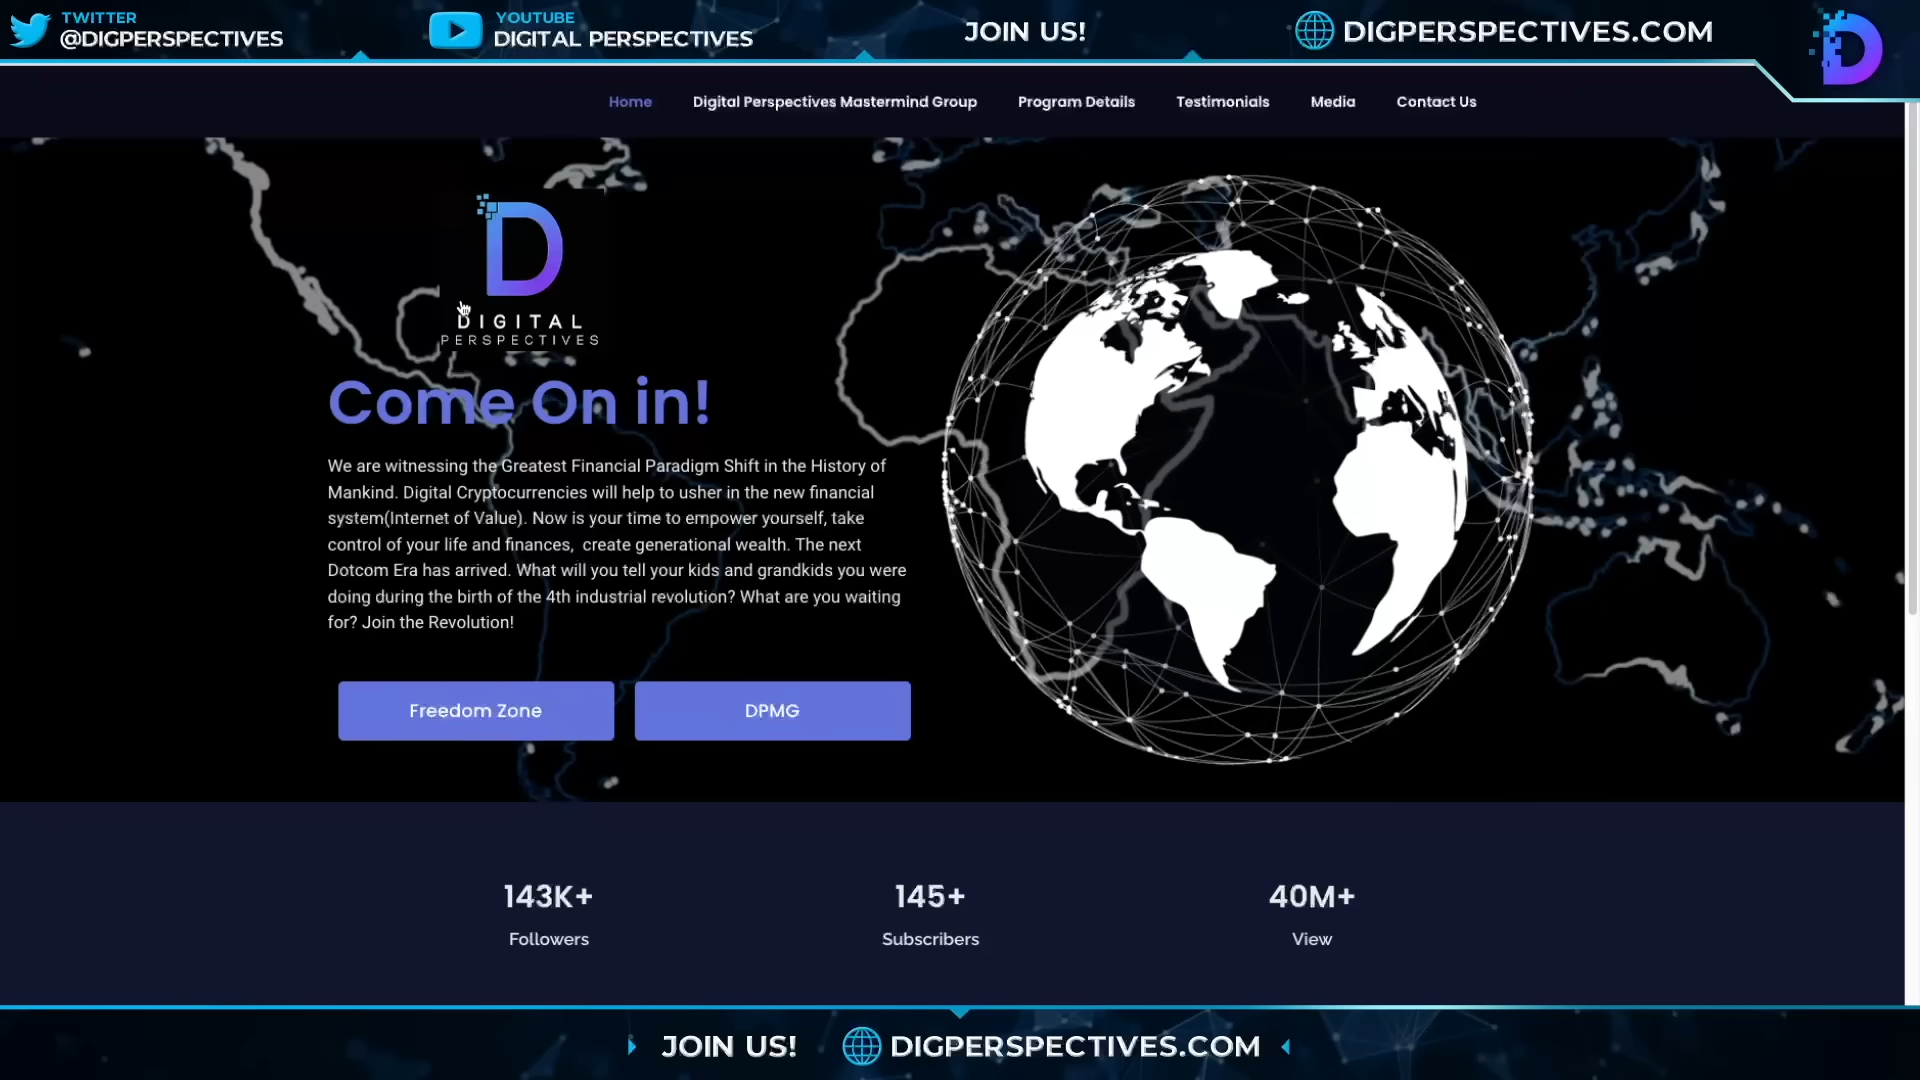 TWITTER
@DIGPERSPECTIVES
YOUTUBE
DIGITAL PERSPECTIVES
JOIN US!
DIGPERSPECTIVES.COM
Home
Digital Perspectives Mastermind Group
Program Details
Testimonials
Media
Contact Us
DIGITAL
PERSPECTIVES
Come On in!
We are witnessing the Greatest Financial Paradigm Shift in the History of
Mankind. Digital Cryptocurrencies will help to usher in the new financial
system(Internet of Value). Now is your time to empower yourself, take
control of your life and finances,  create generational wealth. The next
Dotcom Era has arrived. What will you tell your kids and grandkids you were
doing during the birth of the 4th industrial revolution? What are you waiting
for? Join the Revolution!
Freedom Zone
DPMG
143K+
Followers
145+
Subscribers
40M+
View
JOIN US!
DIGPERSPECTIVES.COM